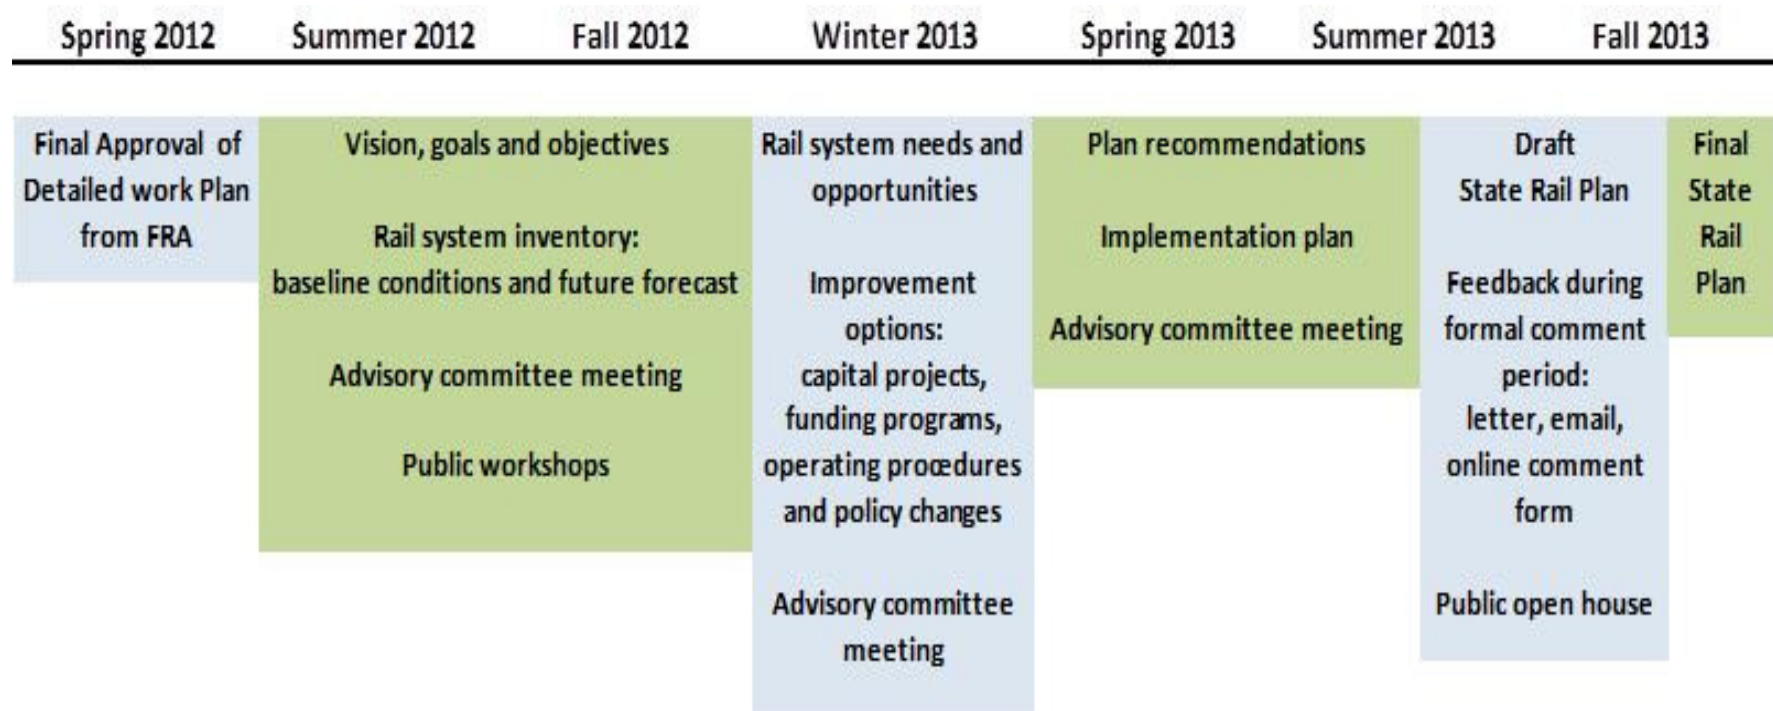 Spring 2012 Summer 2012 Fall 2012 Winter 2013 Spring 2013 Summer 2013 Fall 2013
Final Approval of
Detailed work Plan
from FRA
Vision, goals and objectives
Rail system inventory:
baseline conditions and future forecast
Advisory committee meeting
Public workshops
Rail system needs and
opportunities
Improvement
options:
capital projects,
funding programs,
operating procedures
and policy changes
Advisory committee
meeting
Plan recommendations
Implementation plan
Advisory committee meeting
Draft
State Rail Plan
Feedback during
formal comment
period:
letter, email,
online comment
form
Public open house
Final
State
Rail
Plan